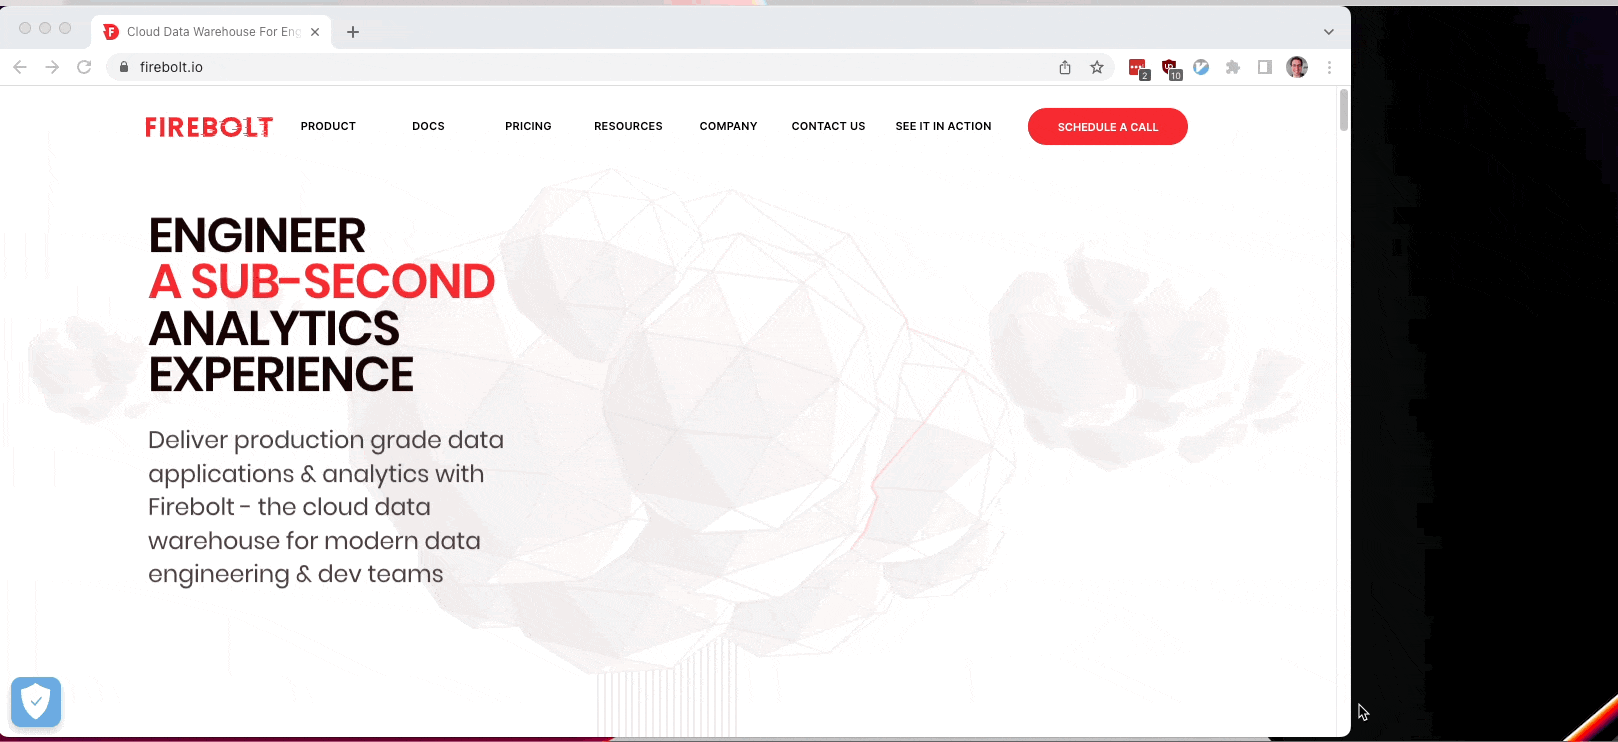 Cloud Data Warehouse For Eng
firebolt.io
2
10
FIREBOLT PRODUCT DOCS PRICING RESOURCES COMPANY CONTACT US SEE IT IN ACTION SCHEDULE A CALL
ENGINEER
A SUB-SECOND
ANALYTICS
EXPERIENCE
Deliver production grade data
applications & analytics with
Firebolt - the cloud data
warehouse for modern data
engineering & dev teams